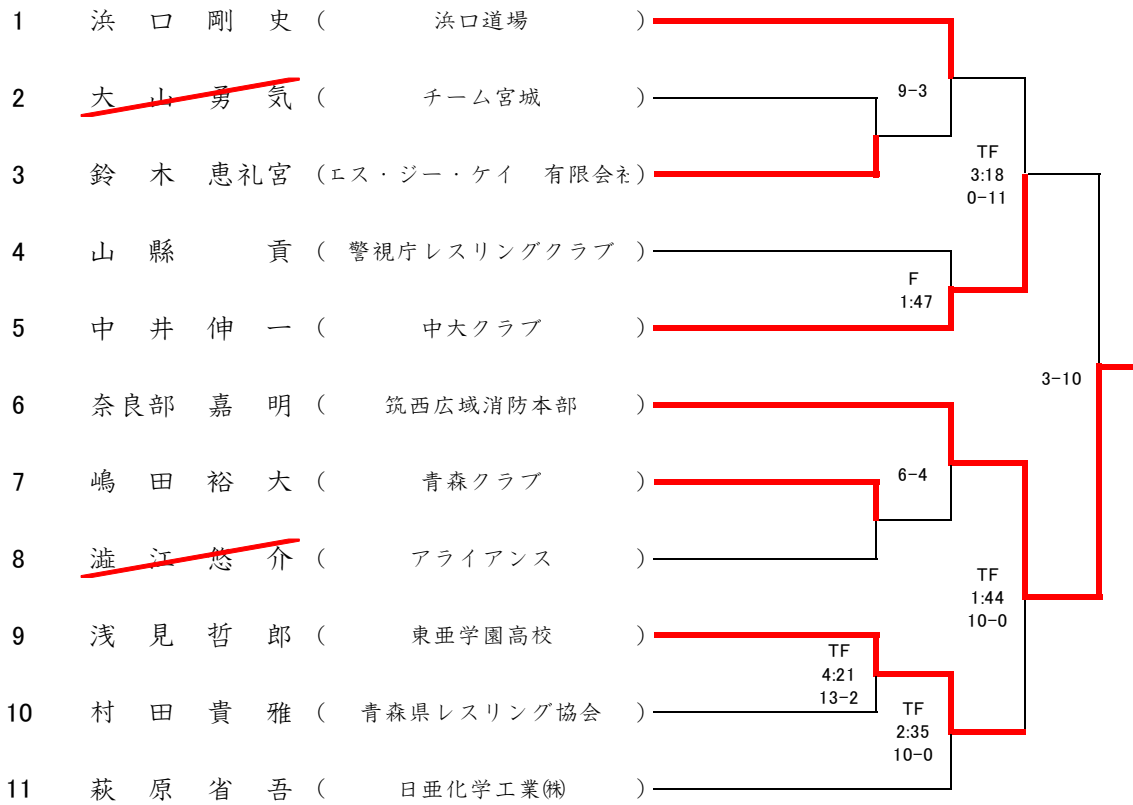 1 浜口剛史 ( 浜口道場 )
2 大山勇気 ( チーム宮城 )
9-3
3 鈴木恵礼宮 (エス・ジー・ケイ 有限会社)
TF
3:18
0-11
4 山縣 貢 ( 警視庁レスリングクラブ )
F
1:47
5 中井伸一 ( 中大クラブ )
3-10
6 奈良部嘉明 ( 筑西広域消防本部 )
7 嶋田裕大 ( 青森クラブ )
6-4
8 澁江悠介 ( アライアンス )
TF
1:44
10-0
9 浅見哲郎 ( 東亜学園高校 )
TF
4:21
13-2
10 村田貴雅 ( 青森県レスリング協会 )
TF
2:35
10-0
11 萩原省吾 ( 日亜化学工業㈱ )